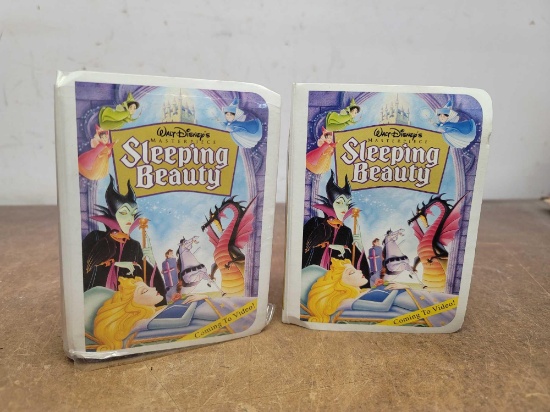 WALT DISNEY'S
MASTERPIECE
Sleeping
Beauty
Coming To Video!
WALT DISNEY'S
MASTERPIECE
Sleeping
Beauty
Coming To Video!